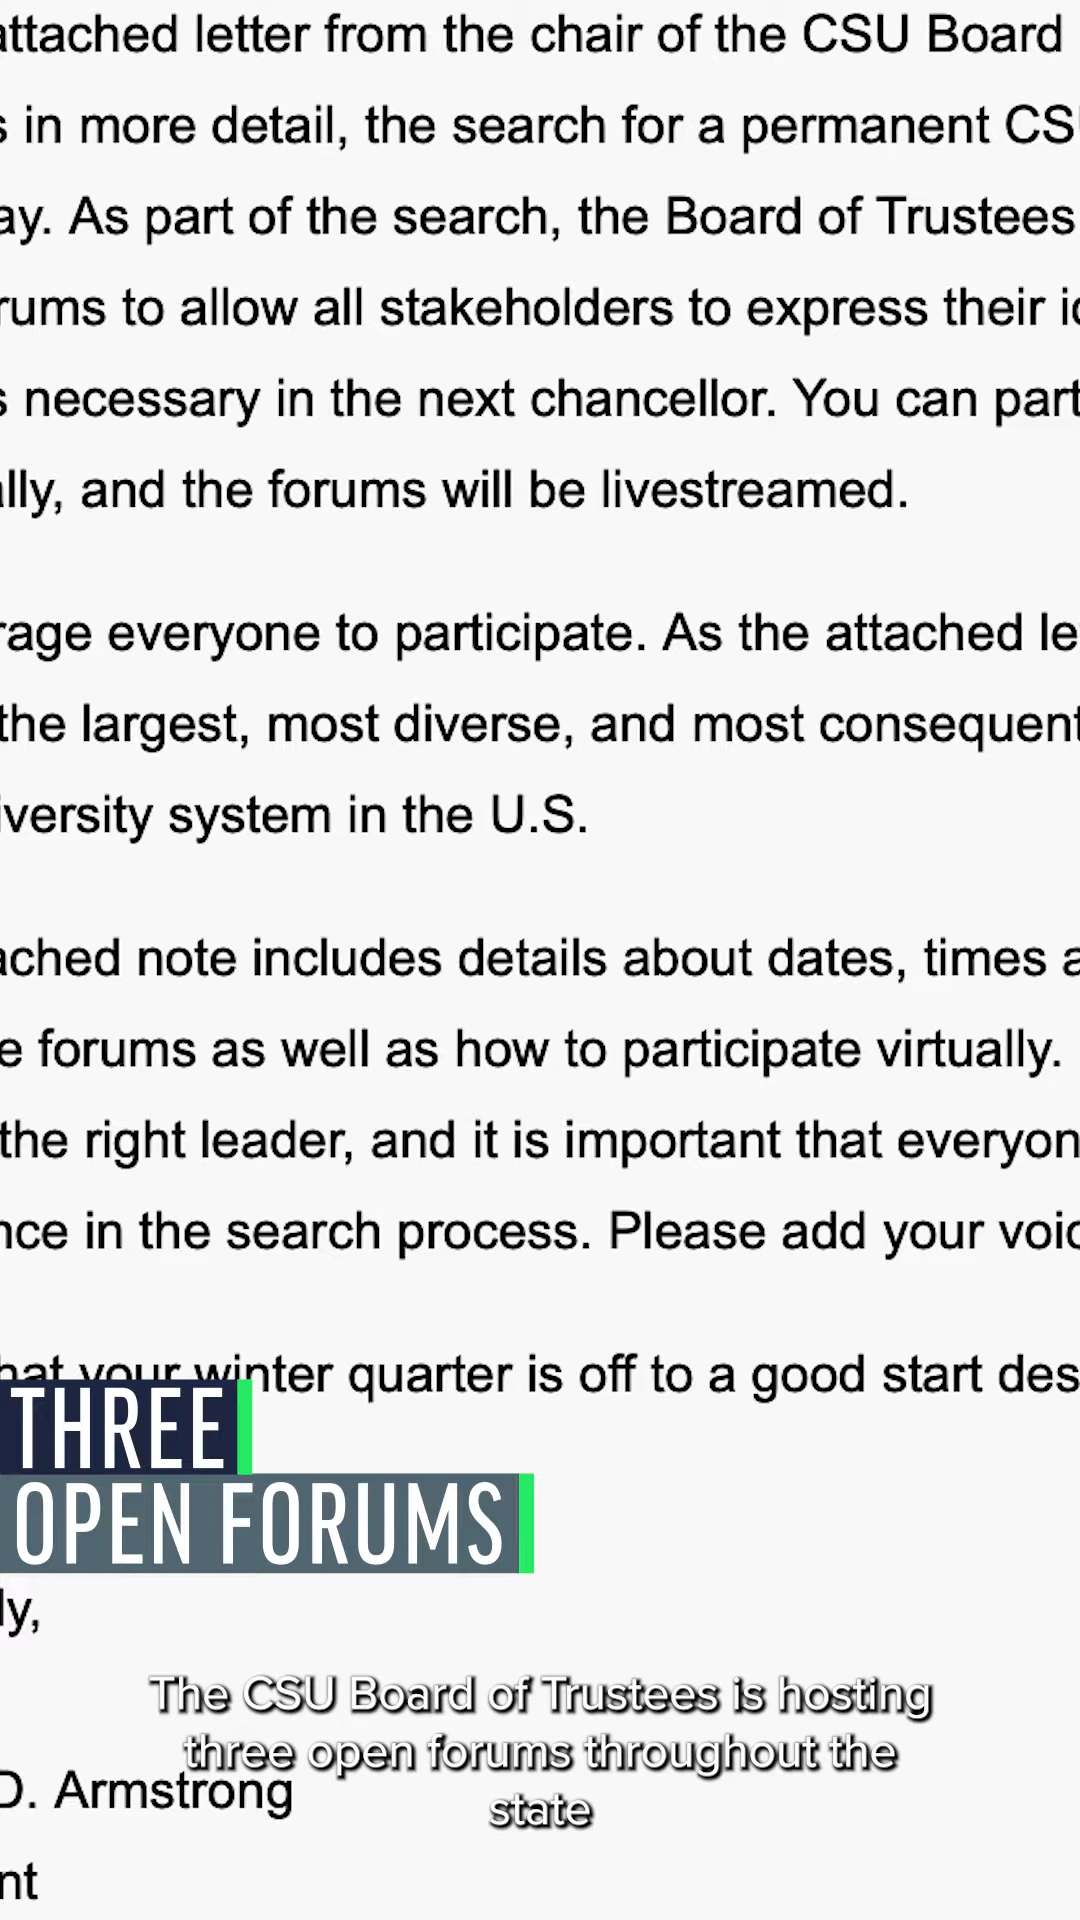 attached letter from the chair of the CSU Board
s in more detail, the search for a permanent CSU
ay. As part of the search, the Board of Trustees
rums to allow all stakeholders to express their
s necessary in the next chancellor. You can part
ally, and the forums will be livestreamed.
rage everyone to participate. As the attached le
the largest, most diverse, and most consequent
iversity system in the U.S.
ached note includes details about dates, times a
e forums as well as how to participate virtually.
the right leader, and it is important that everyon
nce in the search process. Please add your voic
hat your winter quarter is off to a good start des
THREE
OPEN FORUMS
ly,
The CSU Board of Trustees is hosting
three open forums throughout the
D. Armstrong
state
nt